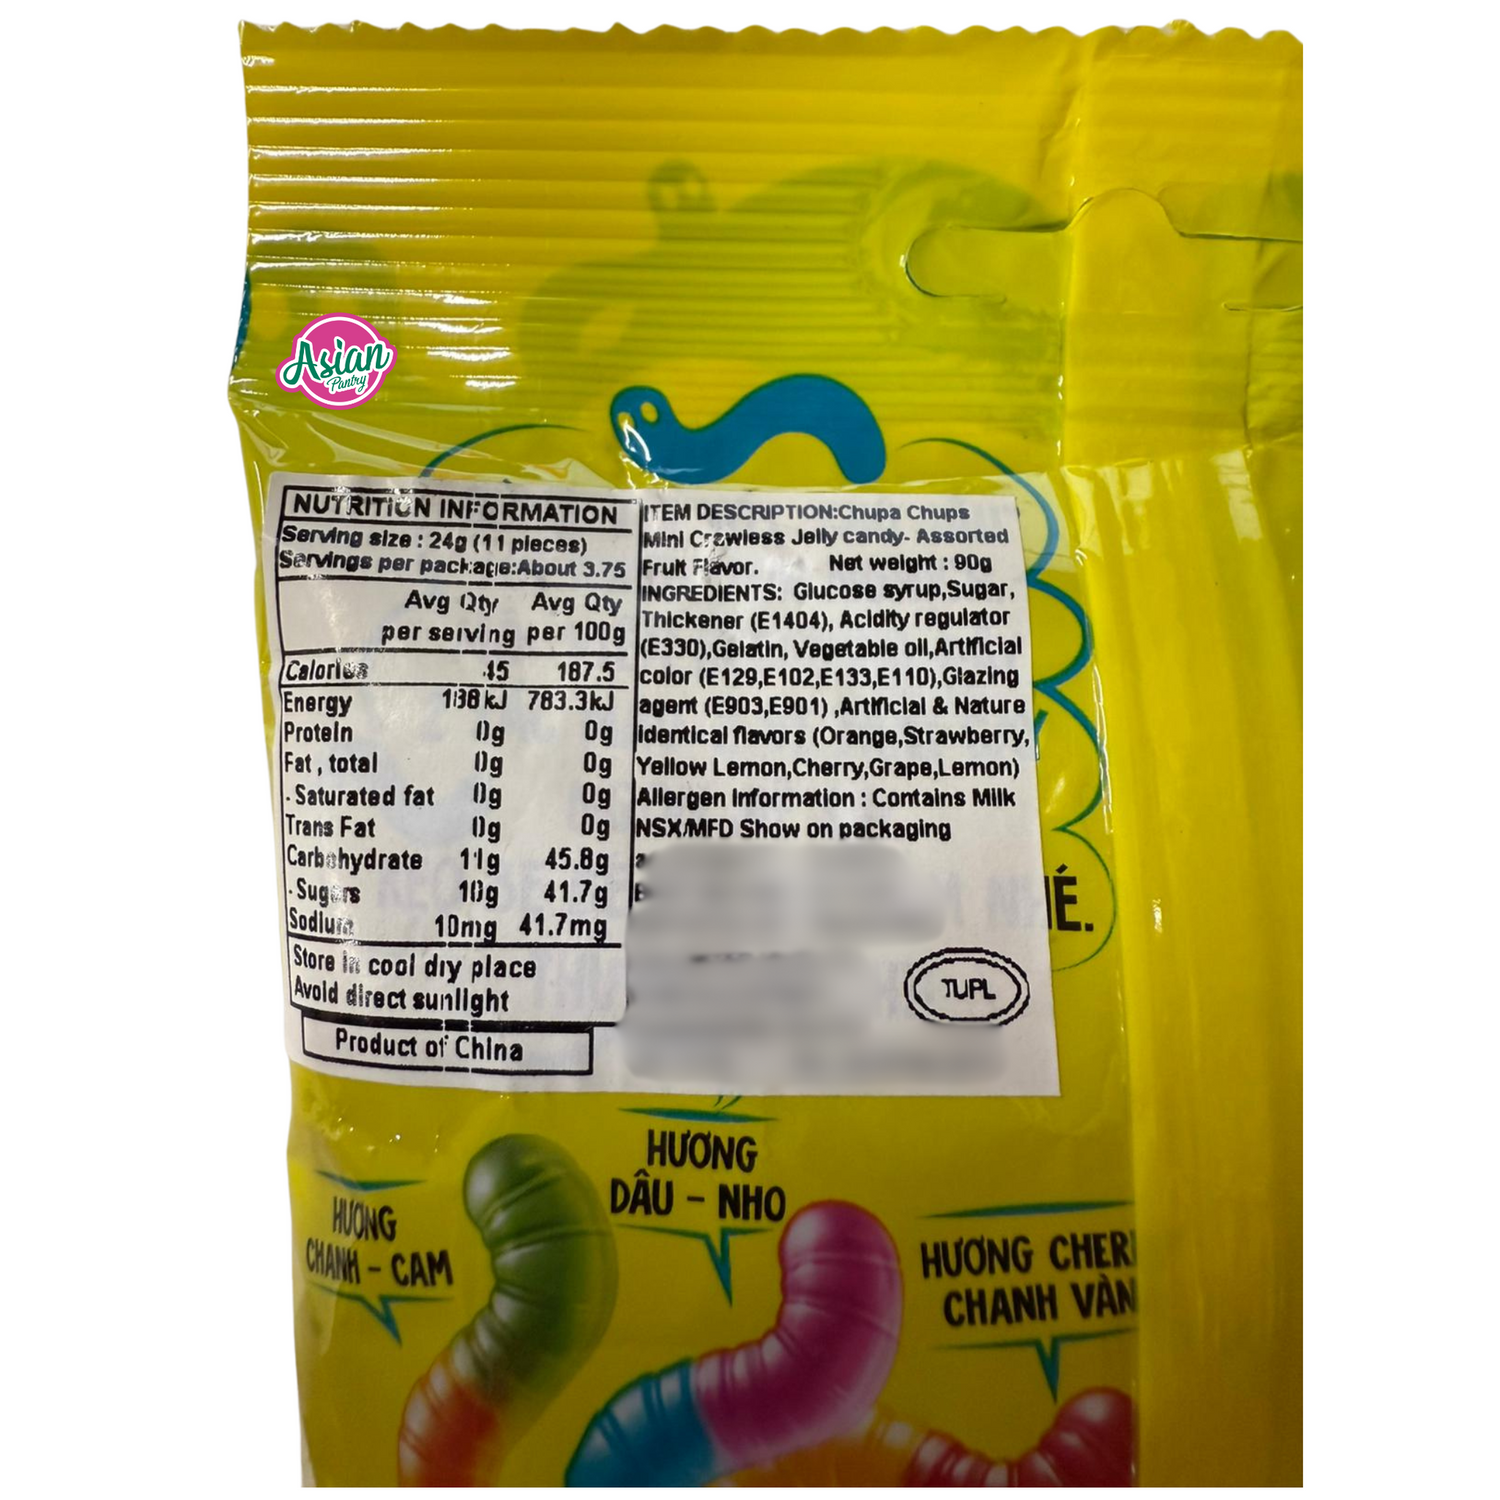 Asian
Pantry
NUTRITION INFORMATION
Serving size : 24g (11 pieces)
Servings per package:About 3.75
Avg Qty Avg Qty
per serving per 100g
Calories 45 187.5
Energy 188 kJ 783.3kJ
Protein 0g 0g
Fat , total 0g 0g
- Saturated fat 0g 0g
Trans Fat 0g 0g
Carbohydrate 11g 45.8g
- Sugars 10g 41.7g
Sodium 10mg 41.7mg
Store in cool dry place
Avoid direct sunlight
Product of China
ITEM DESCRIPTION:Chupa Chups
Mini Crawless Jelly candy- Assorted
Fruit Flavor. Net weight : 90g
INGREDIENTS: Glucose syrup,Sugar,
Thickener (E1404), Acidity regulator
(E330),Gelatin, Vegetable oil,Artificial
color (E129,E102,E133,E110),Glazing
agent (E903,E901) ,Artificial & Nature
identical flavors (Orange,Strawberry,
Yellow Lemon,Cherry,Grape,Lemon)
Allergen Information : Contains Milk
NSX/MFD Show on packaging
TUPL
HƯƠNG
CHANH – CAM
HƯƠNG
DÂU – NHO
HƯƠNG CHER
CHANH VÀN